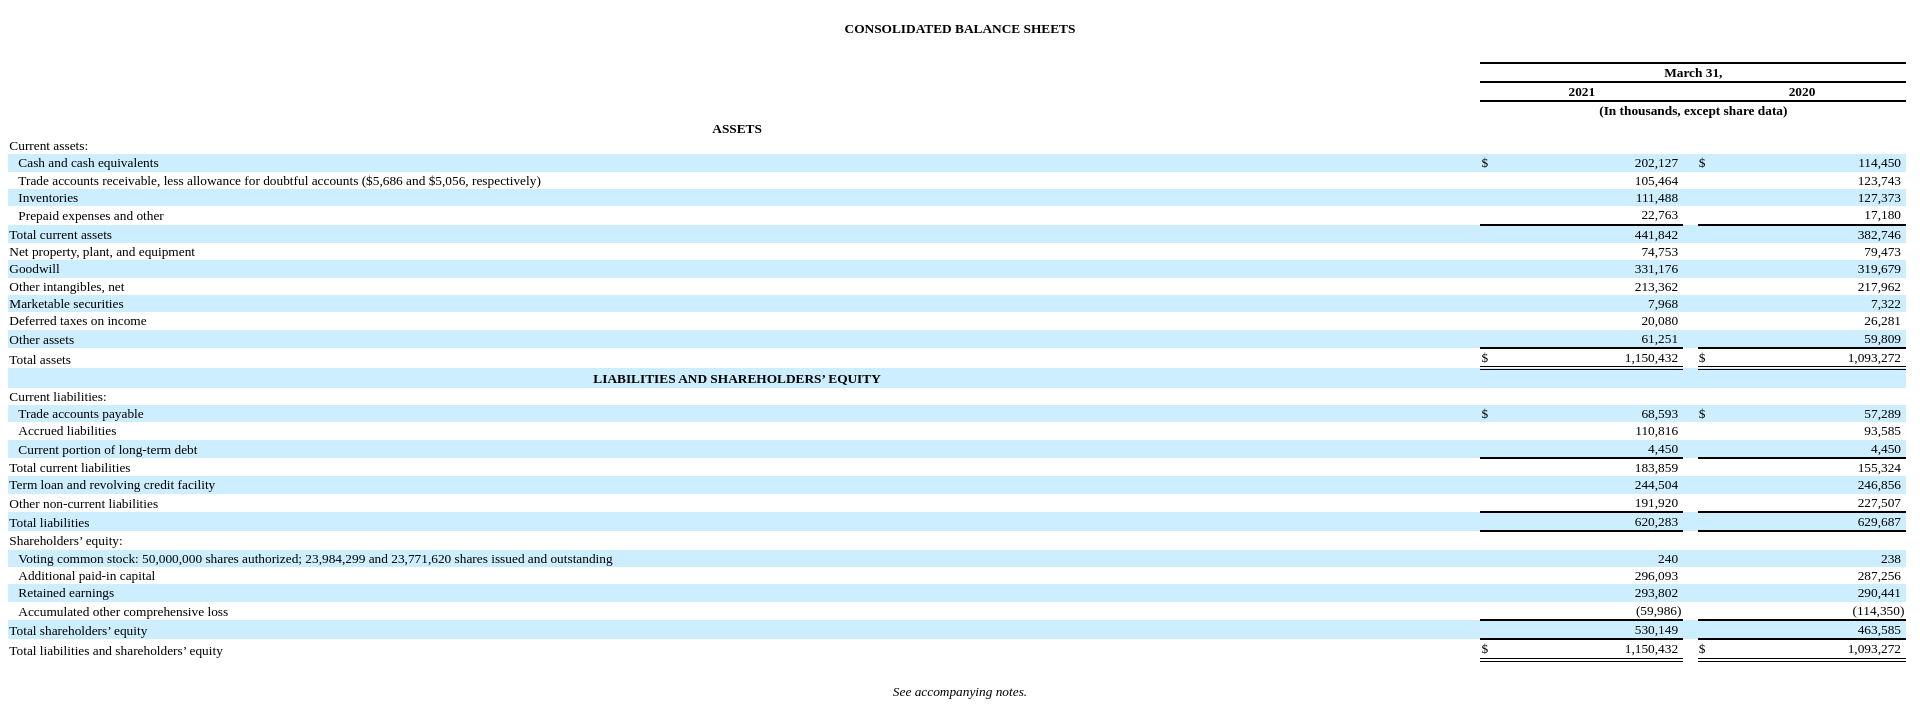 CONSOLIDATED BALANCE SHEETS
March 31,
2021 2020
(In thousands, except share data)
ASSETS
Current assets:
Cash and cash equivalents $ 202,127 $ 114,450
Trade accounts receivable, less allowance for doubtful accounts ($5,686 and $5,056, respectively) 105,464 123,743
Inventories 111,488 127,373
Prepaid expenses and other 22,763 17,180
Total current assets 441,842 382,746
Net property, plant, and equipment 74,753 79,473
Goodwill 331,176 319,679
Other intangibles, net 213,362 217,962
Marketable securities 7,968 7,322
Deferred taxes on income 20,080 26,281
Other assets 61,251 59,809
Total assets $ 1,150,432 $ 1,093,272
LIABILITIES AND SHAREHOLDERS’ EQUITY
Current liabilities:
Trade accounts payable $ 68,593 $ 57,289
Accrued liabilities 110,816 93,585
Current portion of long-term debt 4,450 4,450
Total current liabilities 183,859 155,324
Term loan and revolving credit facility 244,504 246,856
Other non-current liabilities 191,920 227,507
Total liabilities 620,283 629,687
Shareholders’ equity:
Voting common stock: 50,000,000 shares authorized; 23,984,299 and 23,771,620 shares issued and outstanding 240 238
Additional paid-in capital 296,093 287,256
Retained earnings 293,802 290,441
Accumulated other comprehensive loss (59,986) (114,350)
Total shareholders’ equity 530,149 463,585
Total liabilities and shareholders’ equity $ 1,150,432 $ 1,093,272
See accompanying notes.